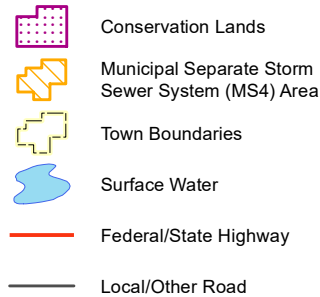 Conservation Lands
Municipal Separate Storm
Sewer System (MS4) Area
Town Boundaries
Surface Water
Federal/State Highway
Local/Other Road